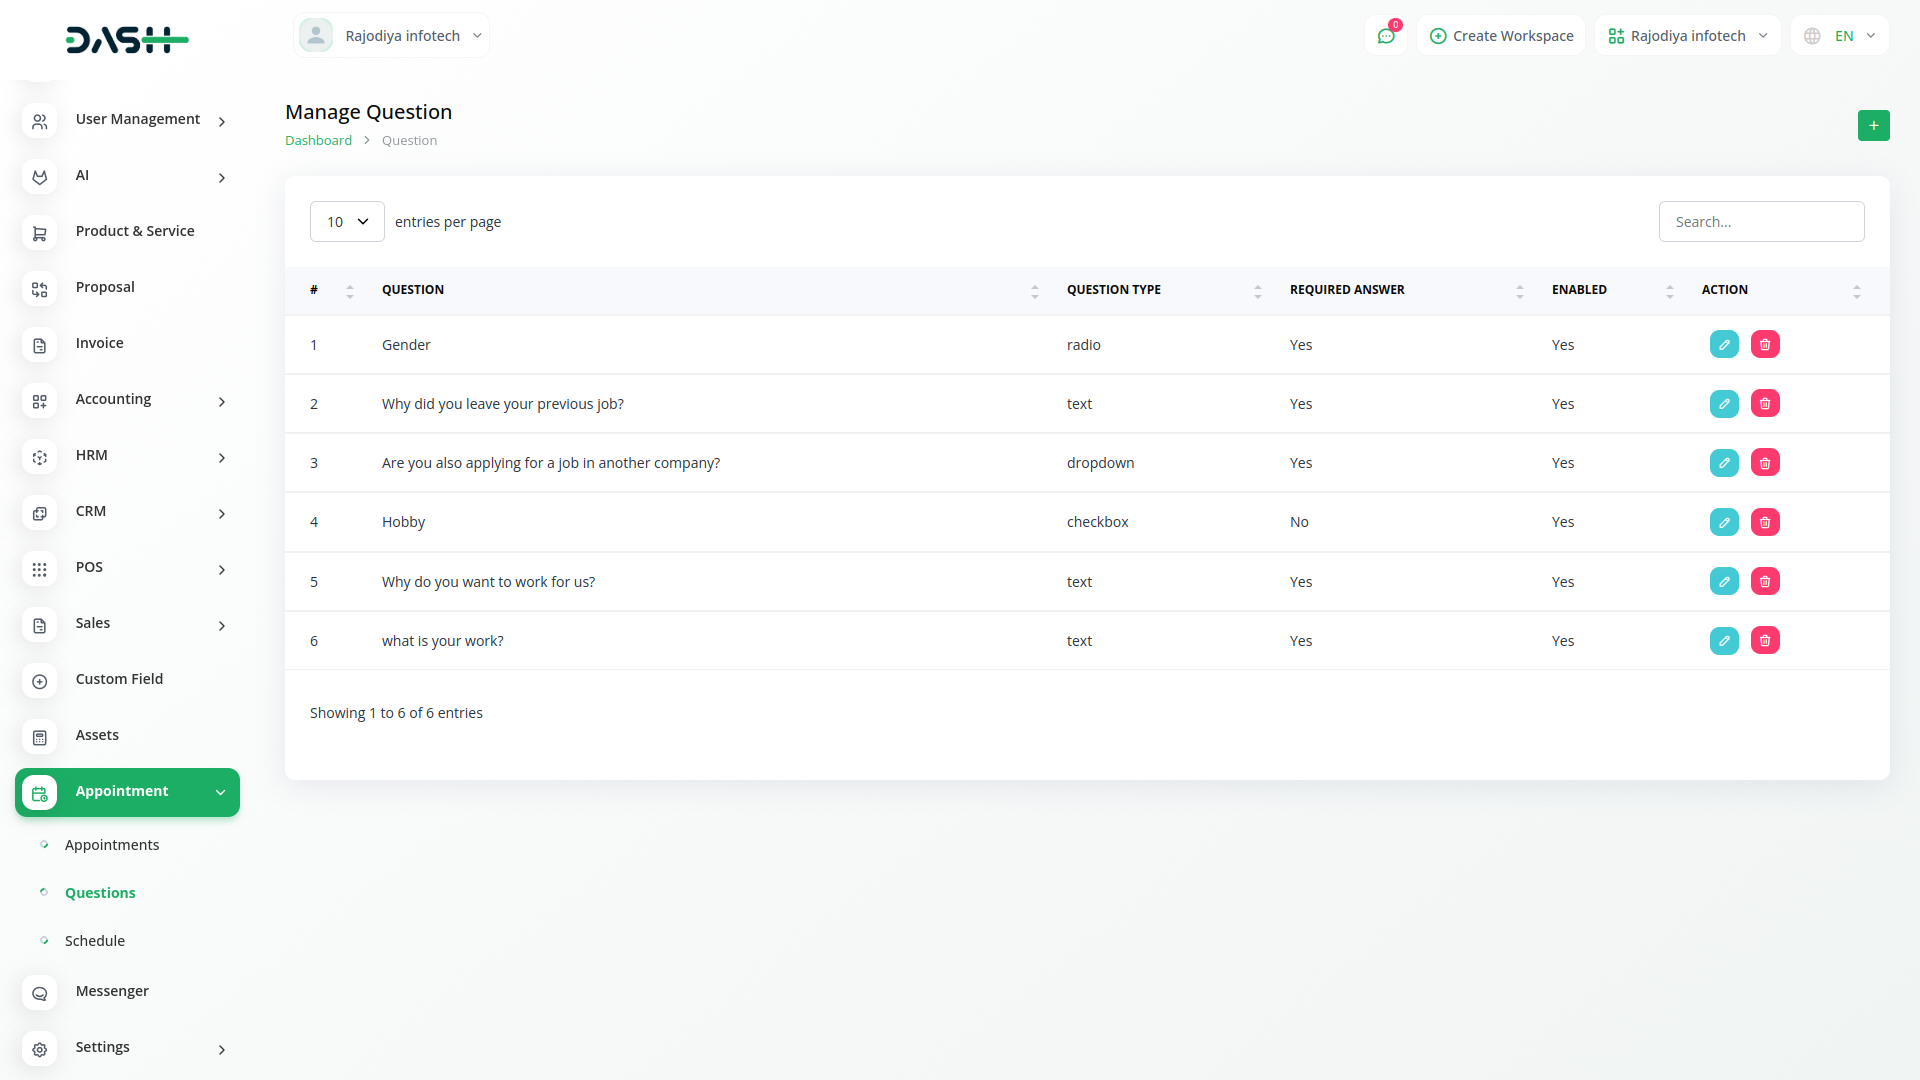 DASH
Rajodiya infotech
0
Create Workspace
Rajodiya infotech
EN
User Management
AI
Product & Service
Proposal
Invoice
Accounting
HRM
CRM
POS
Sales
Custom Field
Assets
Appointment
Appointments
Questions
Schedule
Messenger
Settings
Manage Question
Dashboard > Question
+
10 entries per page
Search...
# QUESTION QUESTION TYPE REQUIRED ANSWER ENABLED ACTION
1 Gender radio Yes Yes
2 Why did you leave your previous job? text Yes Yes
3 Are you also applying for a job in another company? dropdown Yes Yes
4 Hobby checkbox No Yes
5 Why do you want to work for us? text Yes Yes
6 what is your work? text Yes Yes
Showing 1 to 6 of 6 entries